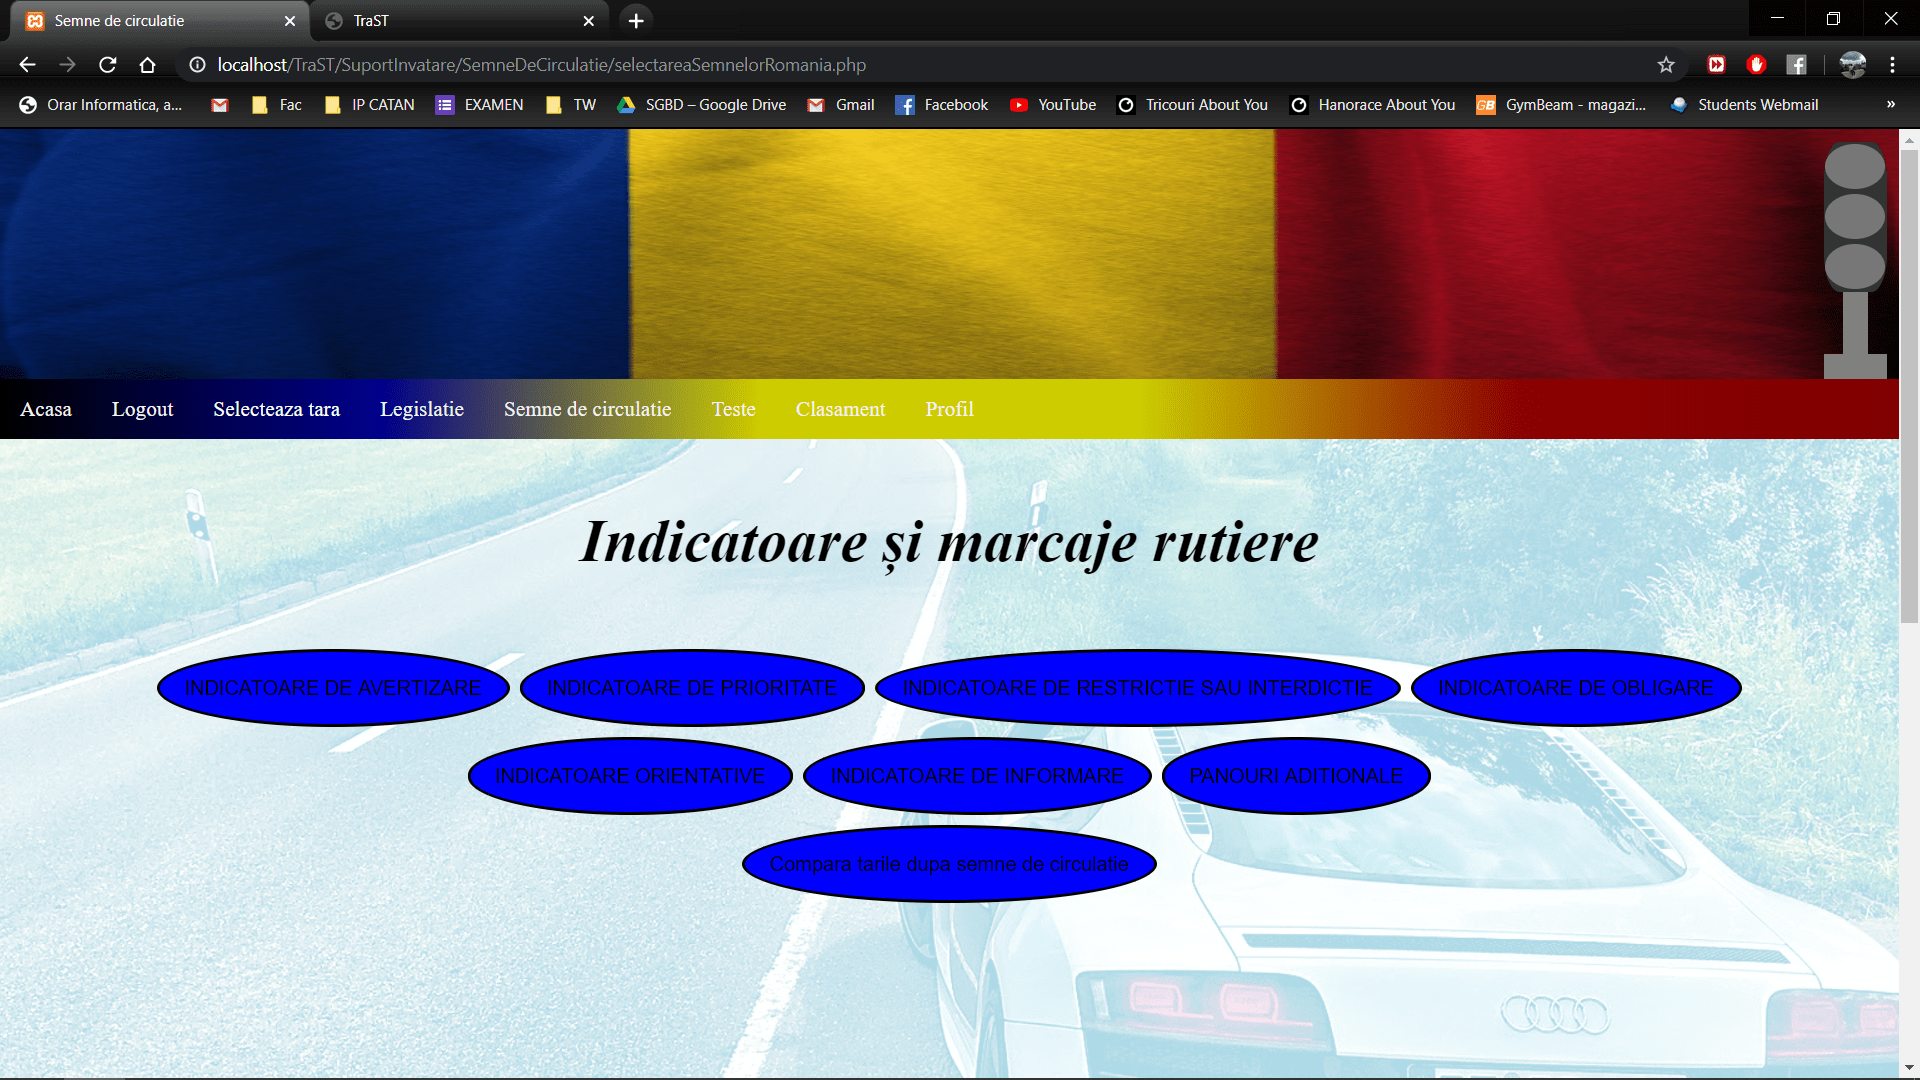 Semne de circulatie
TraST
localhost/TraST/SuportInvatare/SemneDeCirculatie/selectareaSemnelorRomania.php
Orar Informatica, a... Fac IP CATAN EXAMEN TW SGBD – Google Drive Gmail Facebook YouTube Tricouri About You Hanorace About You GB GymBeam - magazi... Students Webmail »
Acasa Logout Selecteaza tara Legislatie Semne de circulatie Teste Clasament Profil
Indicatoare și marcaje rutiere
INDICATOARE DE AVERTIZARE INDICATOARE DE PRIORITATE INDICATOARE DE RESTRICTIE SAU INTERDICTIE INDICATOARE DE OBLIGARE
INDICATOARE ORIENTATIVE INDICATOARE DE INFORMARE PANOURI ADITIONALE
Compara tarile dupa semne de circulatie